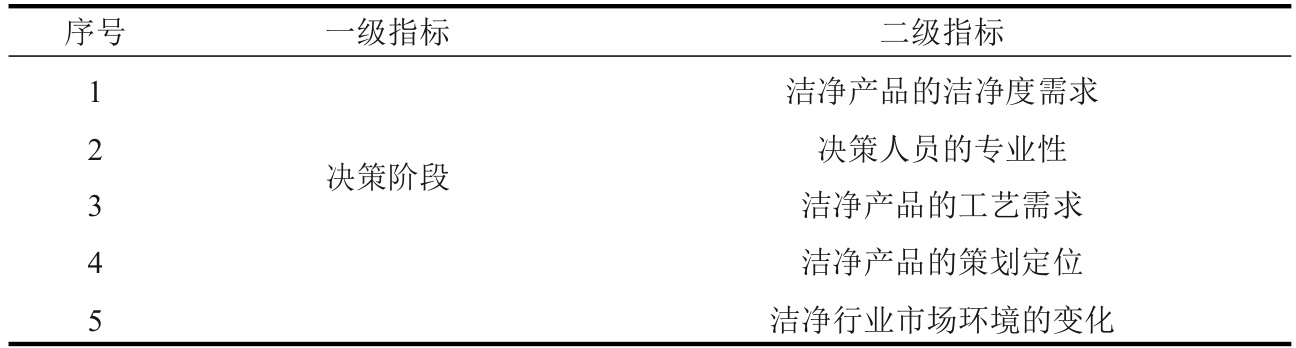 序号 一级指标 二级指标
1 洁净产品的洁净度需求
2 决策人员的专业性
决策阶段
3 洁净产品的工艺需求
4 洁净产品的策划定位
5 洁净行业市场环境的变化